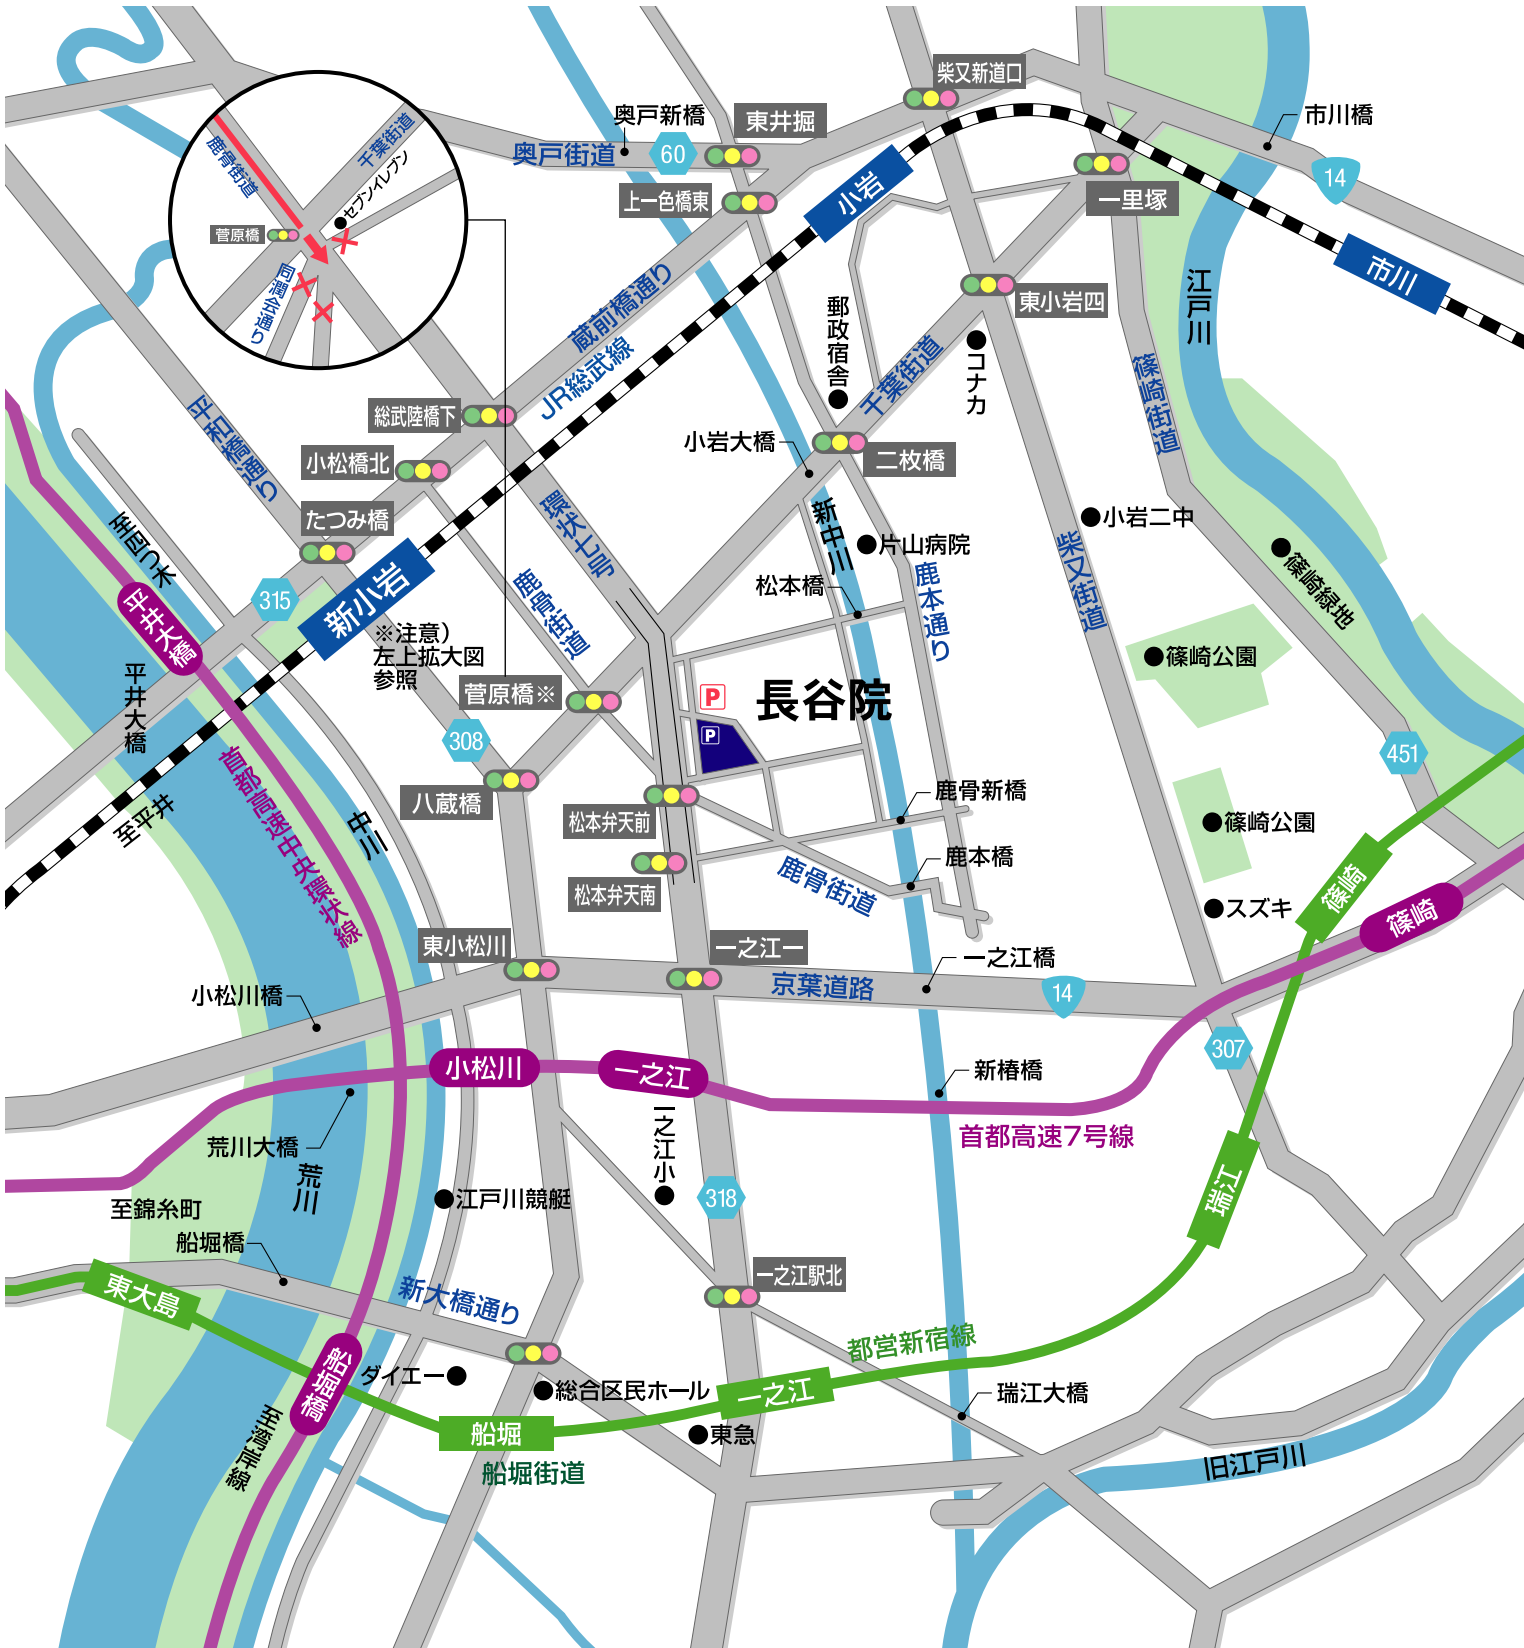 柴又新道口
奥戸新橋
東井掘
市川橋
奥戸街道
60
14
千葉街道
鹿骨街道
セブンイレブン
菅原橋
同潤会通り
上一色橋東
小岩
一里塚
市川
江戸川
蔵前橋通り
東小岩四
郵政宿舎
JR総武線
コナカ
千葉街道
篠崎街道
平和橋通り
総武陸橋下
小岩大橋
二枚橋
小松橋北
環状七号
たつみ橋
至四つ木
新中川
小岩二中
片山病院
柴又街道
篠崎緑地
松本橋
鹿本通り
315
新小岩
鹿骨街道
平井大橋
※注意）
左上拡大図
参照
平井大橋
篠崎公園
菅原橋※
P
長谷院
P
308
451
首都高速中央環状線
至平井
中川
八蔵橋
松本弁天前
鹿骨新橋
篠崎公園
鹿本橋
松本弁天南
鹿骨街道
篠崎
スズキ
篠崎
東小松川
一之江一
一之江橋
京葉道路
14
小松川橋
307
小松川
一之江
新椿橋
首都高速7号線
一之江小
荒川大橋
荒川
瑞江
318
江戸川競艇
至錦糸町
船堀橋
東大島
新大橋通り
一之江駅北
都営新宿線
船堀橋
ダイエー
総合区民ホール
一之江
瑞江大橋
至湾岸線
船堀
東急
旧江戸川
船堀街道